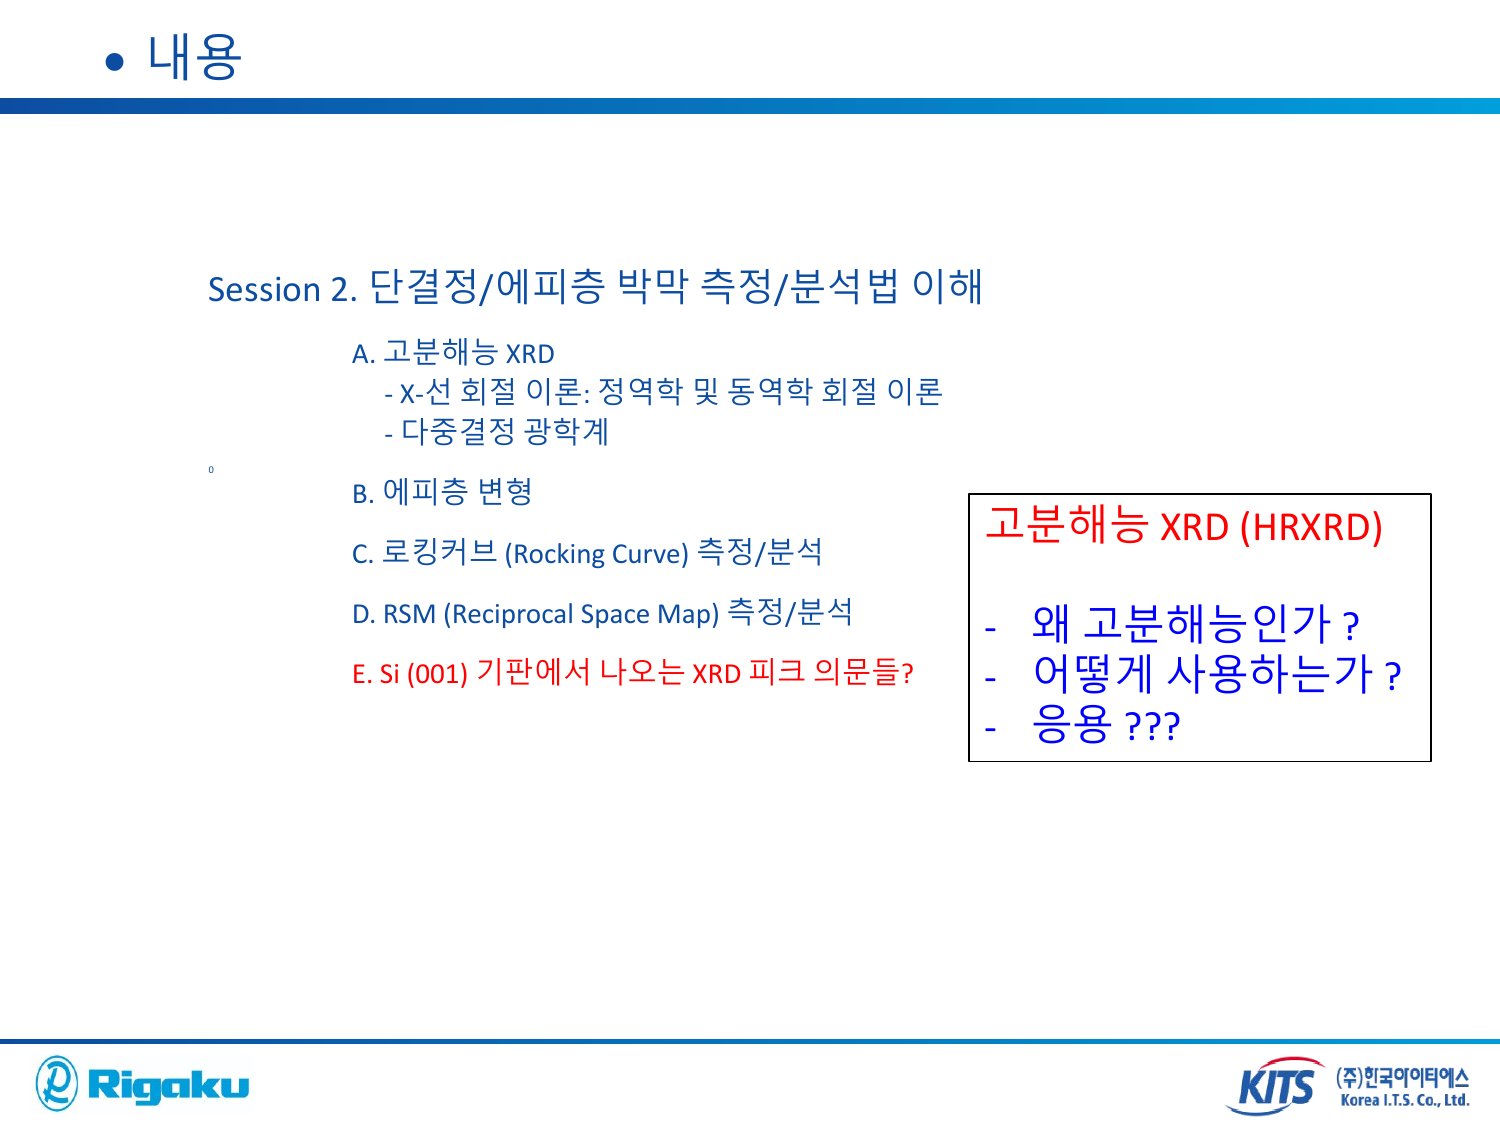 • 내용
Session 2. 단결정/에피층 박막 측정/분석법 이해
A. 고분해능 XRD
- X-선 회절 이론: 정역학 및 동역학 회절 이론
- 다중결정 광학계
0
B. 에피층 변형
C. 로킹커브 (Rocking Curve) 측정/분석
D. RSM (Reciprocal Space Map) 측정/분석
E. Si (001) 기판에서 나오는 XRD 피크 의문들?
고분해능 XRD (HRXRD)
- 왜 고분해능인가 ?
- 어떻게 사용하는가 ?
- 응용 ???
Rigaku
KITS
(주)한국아이티에스
Korea I.T.S. Co., Ltd.